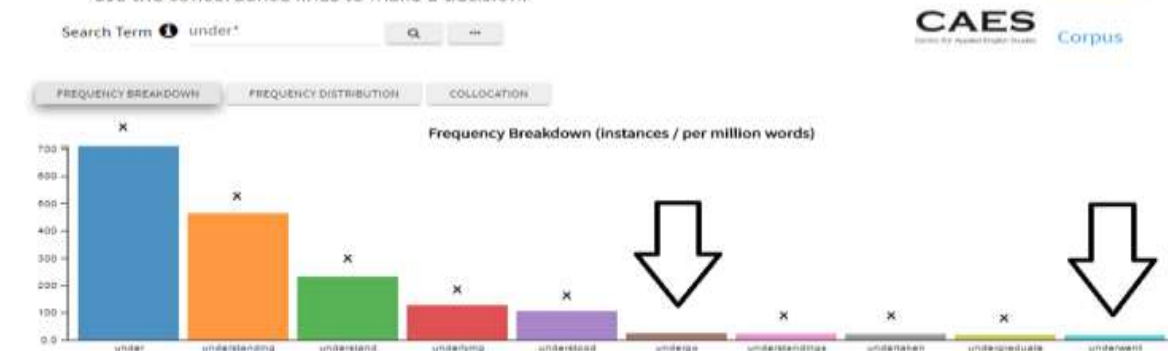 Search Term under*
CAES
Corpus
FREQUENCY BREAKDOWN FREQUENCY DISTRIBUTION COLLOCATION
Frequency Breakdown (instances / per million words)
700
600
500
400
300
200
100
0.0
under understanding understand underlying understood undergo understandings undertaken undergraduate underwent